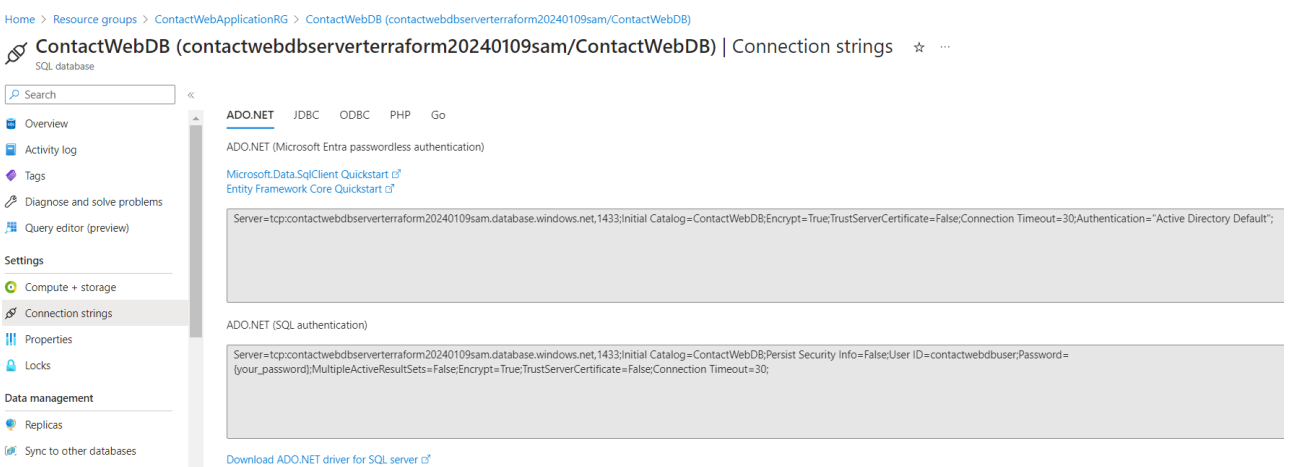 Home > Resource groups > ContactWebApplicationRG > ContactWebDB (contactwebdbserverterraform20240109sam/ContactWebDB)
ContactWebDB (contactwebdbserverterraform20240109sam/ContactWebDB) | Connection strings
SQL database
Search
Overview
Activity log
Tags
Diagnose and solve problems
Query editor (preview)
Settings
Compute + storage
Connection strings
Properties
Locks
Data management
Replicas
Sync to other databases
ADO.NET JDBC ODBC PHP Go
ADO.NET (Microsoft Entra passwordless authentication)
Microsoft.Data.SqlClient Quickstart
Entity Framework Core Quickstart
Server=tcp:contactwebdbserverterraform20240109sam.database.windows.net,1433;Initial Catalog=ContactWebDB;Encrypt=True;TrustServerCertificate=False;Connection Timeout=30;Authentication="Active Directory Default";
ADO.NET (SQL authentication)
Server=tcp:contactwebdbserverterraform20240109sam.database.windows.net,1433;Initial Catalog=ContactWebDB;Persist Security Info=False;User ID=contactwebdbuser;Password=
{your_password};MultipleActiveResultSets=False;Encrypt=True;TrustServerCertificate=False;Connection Timeout=30;
Download ADO.NET driver for SQL server